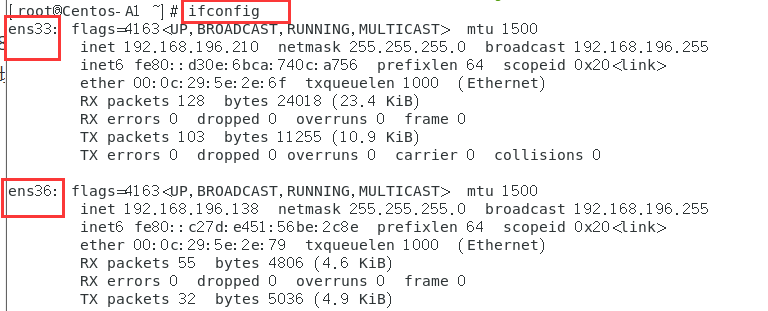 [root@Centos-A1 ~]# ifconfig
ens33: flags=4163<UP,BROADCAST,RUNNING,MULTICAST>  mtu 1500
inet 192.168.196.210  netmask 255.255.255.0  broadcast 192.168.196.255
inet6 fe80::d30e:6bca:740c:a756  prefixlen 64  scopeid 0x20<link>
ether 00:0c:29:5e:2e:6f  txqueuelen 1000  (Ethernet)
RX packets 128  bytes 24018 (23.4 KiB)
RX errors 0  dropped 0  overruns 0  frame 0
TX packets 103  bytes 11255 (10.9 KiB)
TX errors 0  dropped 0 overruns 0  carrier 0  collisions 0
ens36: flags=4163<UP,BROADCAST,RUNNING,MULTICAST>  mtu 1500
inet 192.168.196.138  netmask 255.255.255.0  broadcast 192.168.196.255
inet6 fe80::c27d:e451:56be:2c8e  prefixlen 64  scopeid 0x20<link>
ether 00:0c:29:5e:2e:79  txqueuelen 1000  (Ethernet)
RX packets 55  bytes 4806 (4.6 KiB)
RX errors 0  dropped 0  overruns 0  frame 0
TX packets 32  bytes 5036 (4.9 KiB)